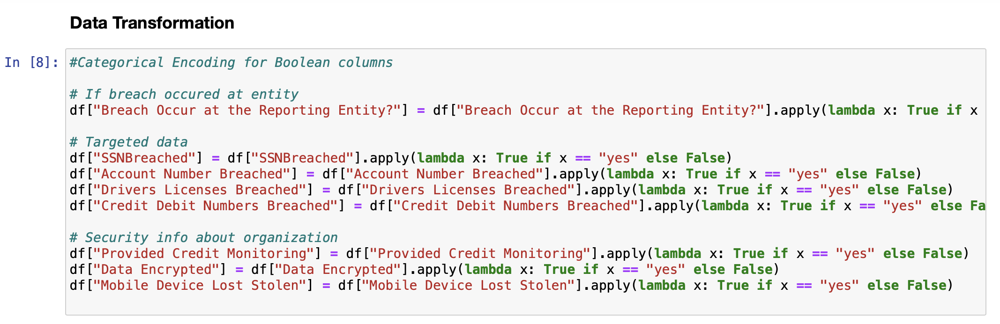 Data Transformation
In [8]: #Categorical Encoding for Boolean columns
# If breach occured at entity
df["Breach Occur at the Reporting Entity?"] = df["Breach Occur at the Reporting Entity?"].apply(lambda x: True if x
# Targeted data
df["SSNBreached"] = df["SSNBreached"].apply(lambda x: True if x == "yes" else False)
df["Account Number Breached"] = df["Account Number Breached"].apply(lambda x: True if x == "yes" else False)
df["Drivers Licenses Breached"] = df["Drivers Licenses Breached"].apply(lambda x: True if x == "yes" else False)
df["Credit Debit Numbers Breached"] = df["Credit Debit Numbers Breached"].apply(lambda x: True if x == "yes" else Fa
# Security info about organization
df["Provided Credit Monitoring"] = df["Provided Credit Monitoring"].apply(lambda x: True if x == "yes" else False)
df["Data Encrypted"] = df["Data Encrypted"].apply(lambda x: True if x == "yes" else False)
df["Mobile Device Lost Stolen"] = df["Mobile Device Lost Stolen"].apply(lambda x: True if x == "yes" else False)